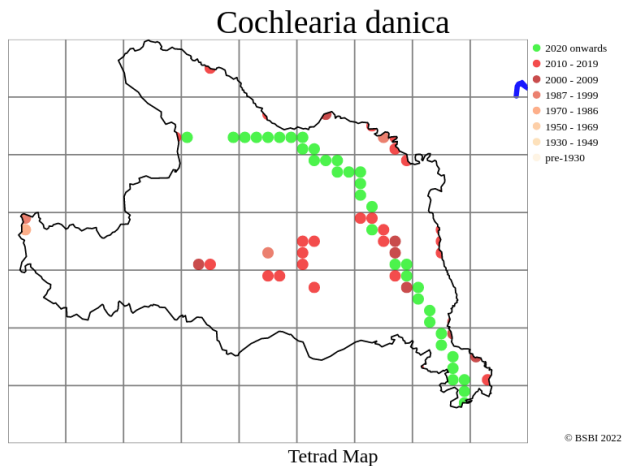 Cochlearia danica
2020 onwards
2010 - 2019
2000 - 2009
1987 - 1999
1970 - 1986
1950 - 1969
1930 - 1949
pre-1930
© BSBI 2022
Tetrad Map